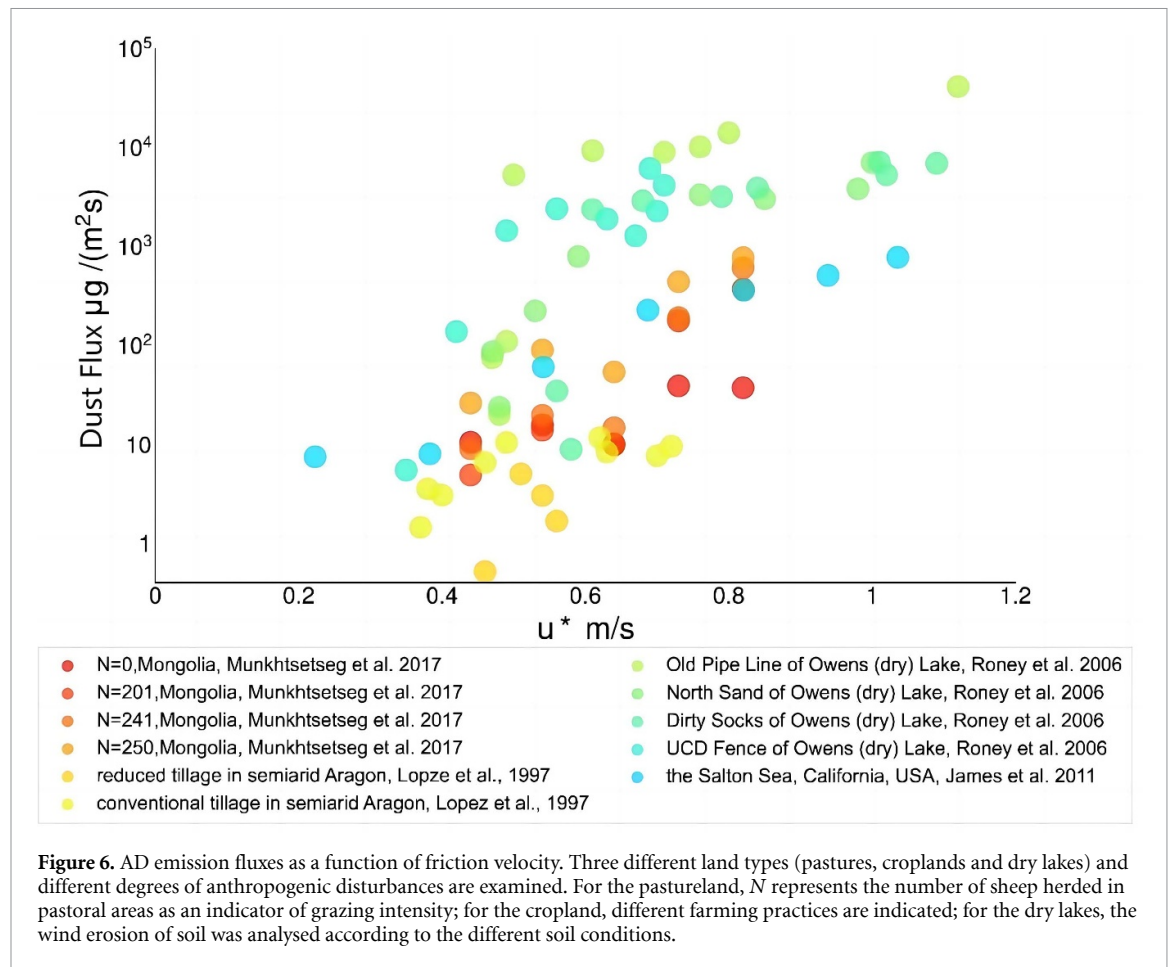 10^5
10^4
10^3
10^2
10
1
Dust Flux μg /(m²s)
0 0.2 0.4 0.6 0.8 1 1.2
u* m/s
N=0,Mongolia, Munkhtsetseg et al. 2017
N=201,Mongolia, Munkhtsetseg et al. 2017
N=241,Mongolia, Munkhtsetseg et al. 2017
N=250,Mongolia, Munkhtsetseg et al. 2017
reduced tillage in semiarid Aragon, Lopze et al., 1997
conventional tillage in semiarid Aragon, Lopez et al., 1997
Old Pipe Line of Owens (dry) Lake, Roney et al. 2006
North Sand of Owens (dry) Lake, Roney et al. 2006
Dirty Socks of Owens (dry) Lake, Roney et al. 2006
UCD Fence of Owens (dry) Lake, Roney et al. 2006
the Salton Sea, California, USA, James et al. 2011
Figure 6. AD emission fluxes as a function of friction velocity. Three different land types (pastures, croplands and dry lakes) and
different degrees of anthropogenic disturbances are examined. For the pastureland, N represents the number of sheep herded in
pastoral areas as an indicator of grazing intensity; for the cropland, different farming practices are indicated; for the dry lakes, the
wind erosion of soil was analysed according to the different soil conditions.